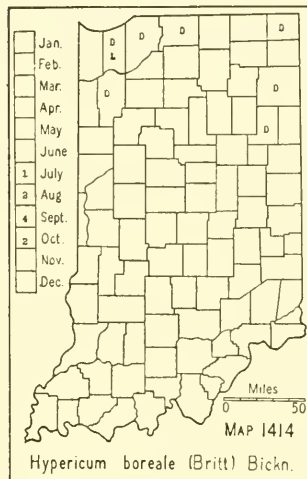 Jan.
Feb.
Mar.
Apr.
May
June
1 July
2 Aug
4 Sept.
2 Oct.
Nov.
Dec.
D D D D D
L
D
D
Miles
0 50
MAP 1414
Hypericum boreale (Britt) Bickn.